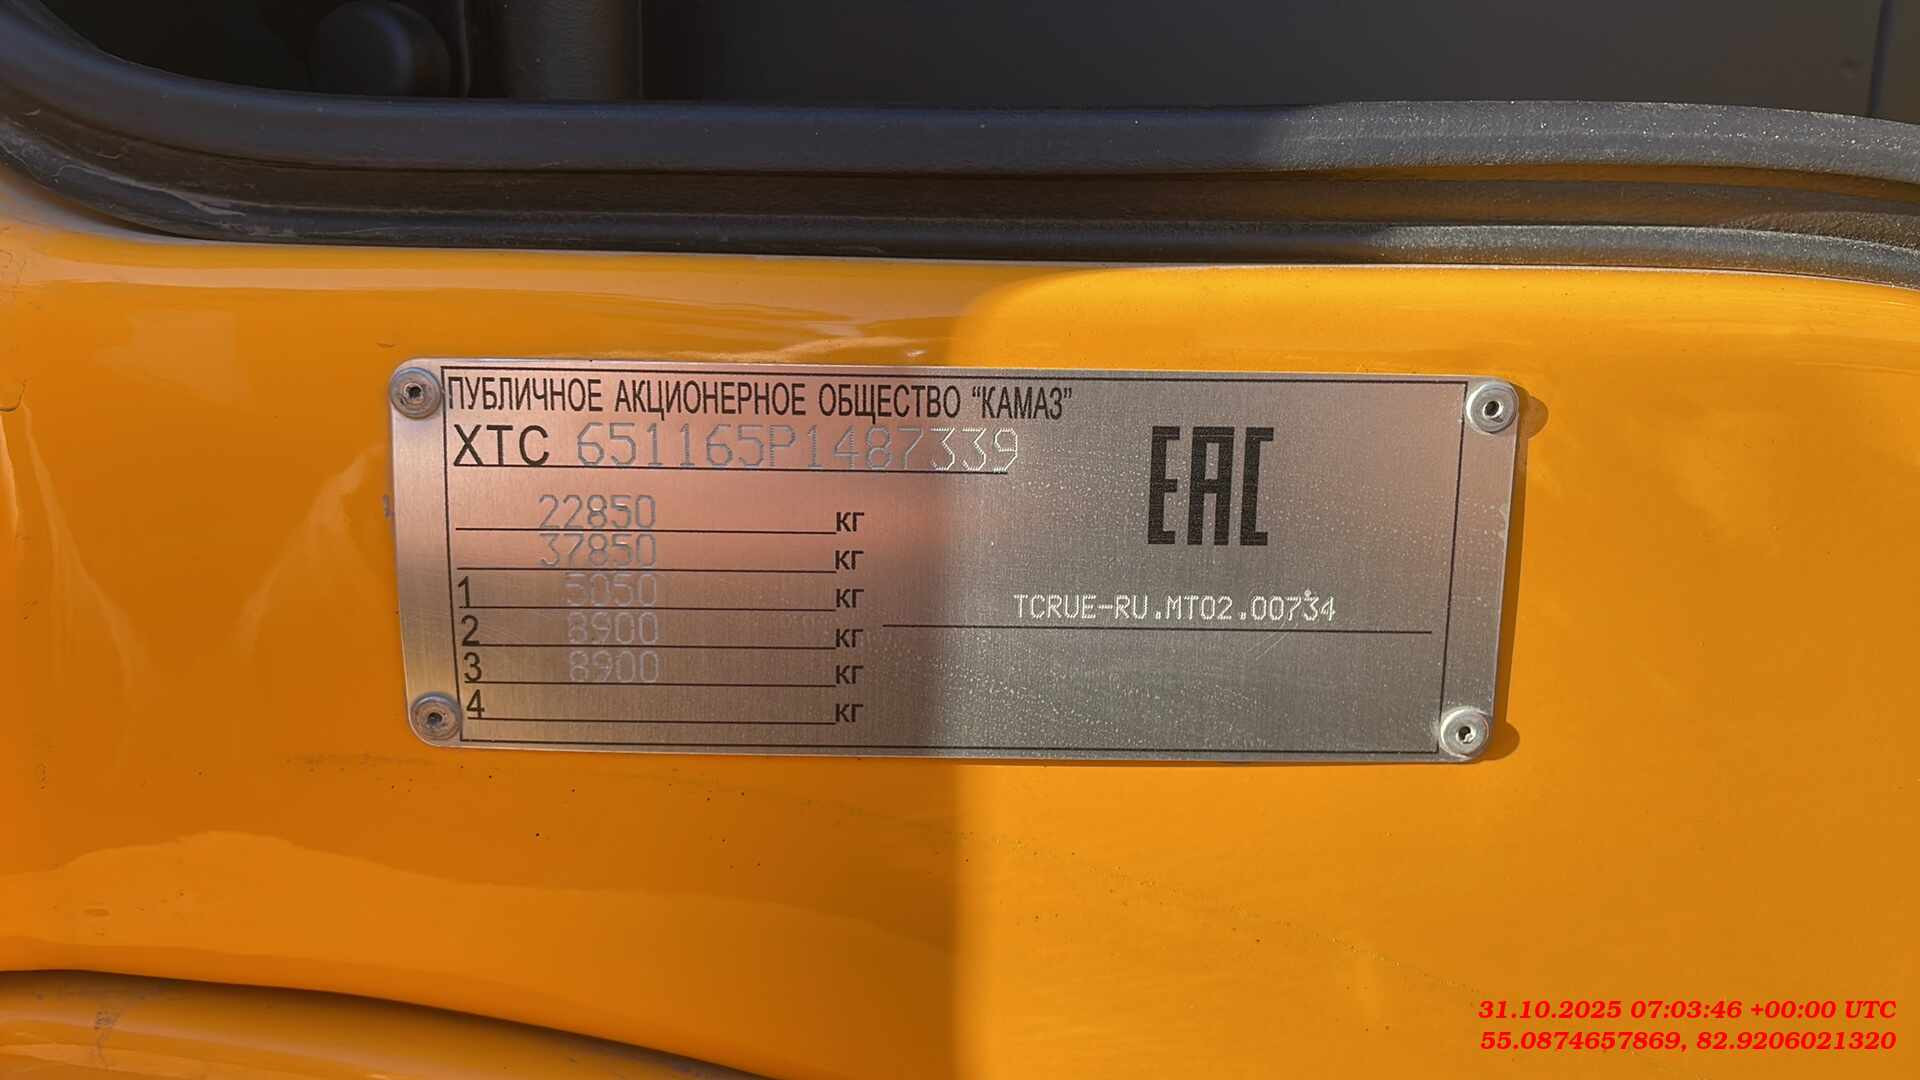 ПУБЛИЧНОЕ АКЦИОНЕРНОЕ ОБЩЕСТВО “КАМАЗ”
XTC 651165P1487339
EAC
22850 кг
37850 кг
1 5050 кг
2 8900 кг
3 8900 кг
4 кг
TCRUE-RU.MT02.00734
31.10.2025 07:03:46 +00:00 UTC
55.0874657869, 82.9206021320